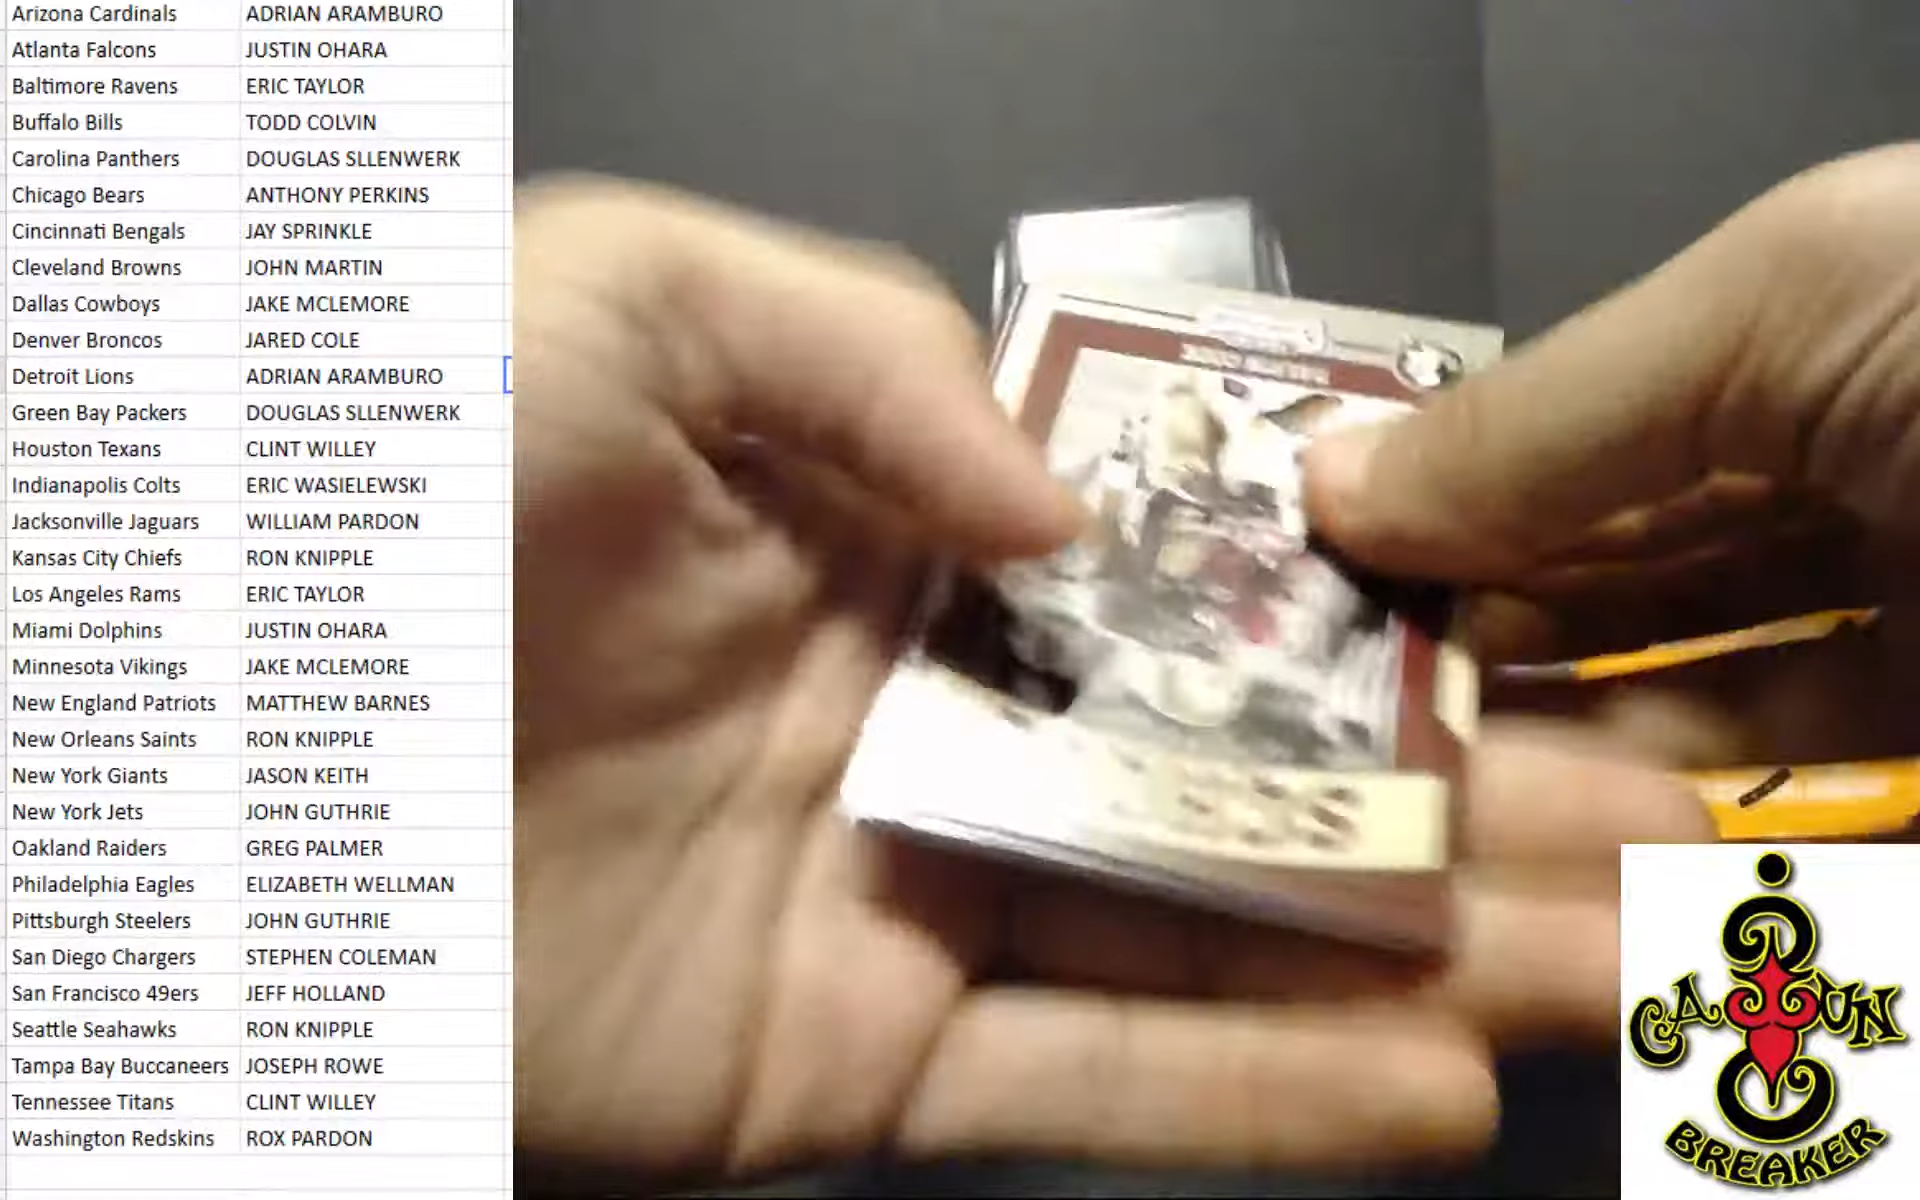 Arizona Cardinals ADRIAN ARAMBURO
Atlanta Falcons JUSTIN OHARA
Baltimore Ravens ERIC TAYLOR
Buffalo Bills TODD COLVIN
Carolina Panthers DOUGLAS SLLENWERK
Chicago Bears ANTHONY PERKINS
Cincinnati Bengals JAY SPRINKLE
Cleveland Browns JOHN MARTIN
Dallas Cowboys JAKE MCLEMORE
Denver Broncos JARED COLE
Detroit Lions ADRIAN ARAMBURO
Green Bay Packers DOUGLAS SLLENWERK
Houston Texans CLINT WILLEY
Indianapolis Colts ERIC WASIELEWSKI
Jacksonville Jaguars WILLIAM PARDON
Kansas City Chiefs RON KNIPPLE
Los Angeles Rams ERIC TAYLOR
Miami Dolphins JUSTIN OHARA
Minnesota Vikings JAKE MCLEMORE
New England Patriots MATTHEW BARNES
New Orleans Saints RON KNIPPLE
New York Giants JASON KEITH
New York Jets JOHN GUTHRIE
Oakland Raiders GREG PALMER
Philadelphia Eagles ELIZABETH WELLMAN
Pittsburgh Steelers JOHN GUTHRIE
San Diego Chargers STEPHEN COLEMAN
San Francisco 49ers JEFF HOLLAND
Seattle Seahawks RON KNIPPLE
Tampa Bay Buccaneers JOSEPH ROWE
Tennessee Titans CLINT WILLEY
Washington Redskins ROX PARDON
CAJUN
BREAKER